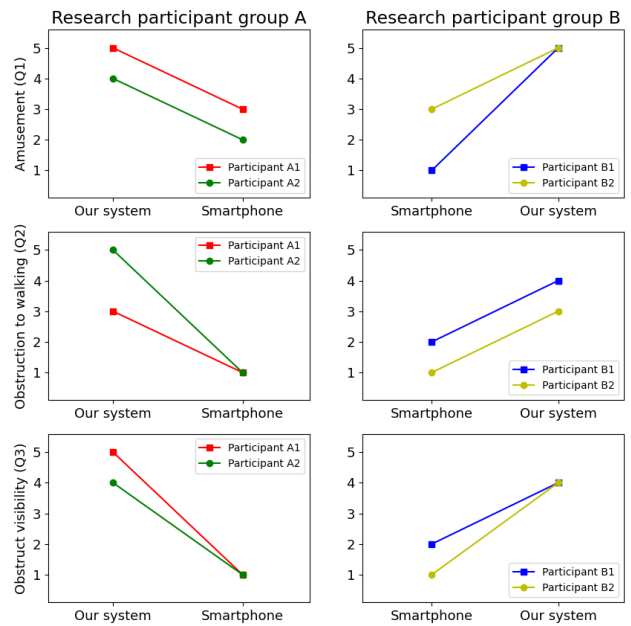 Research participant group A
Research participant group B
Amusement (Q1)
5
4
3
2
1
Participant A1
Participant A2
Our system
Smartphone
5
4
3
2
1
Participant B1
Participant B2
Smartphone
Our system
Obstruction to walking (Q2)
5
4
3
2
1
Participant A1
Participant A2
Our system
Smartphone
5
4
3
2
1
Participant B1
Participant B2
Smartphone
Our system
Obstruct visibility (Q3)
5
4
3
2
1
Participant A1
Participant A2
Our system
Smartphone
5
4
3
2
1
Participant B1
Participant B2
Smartphone
Our system